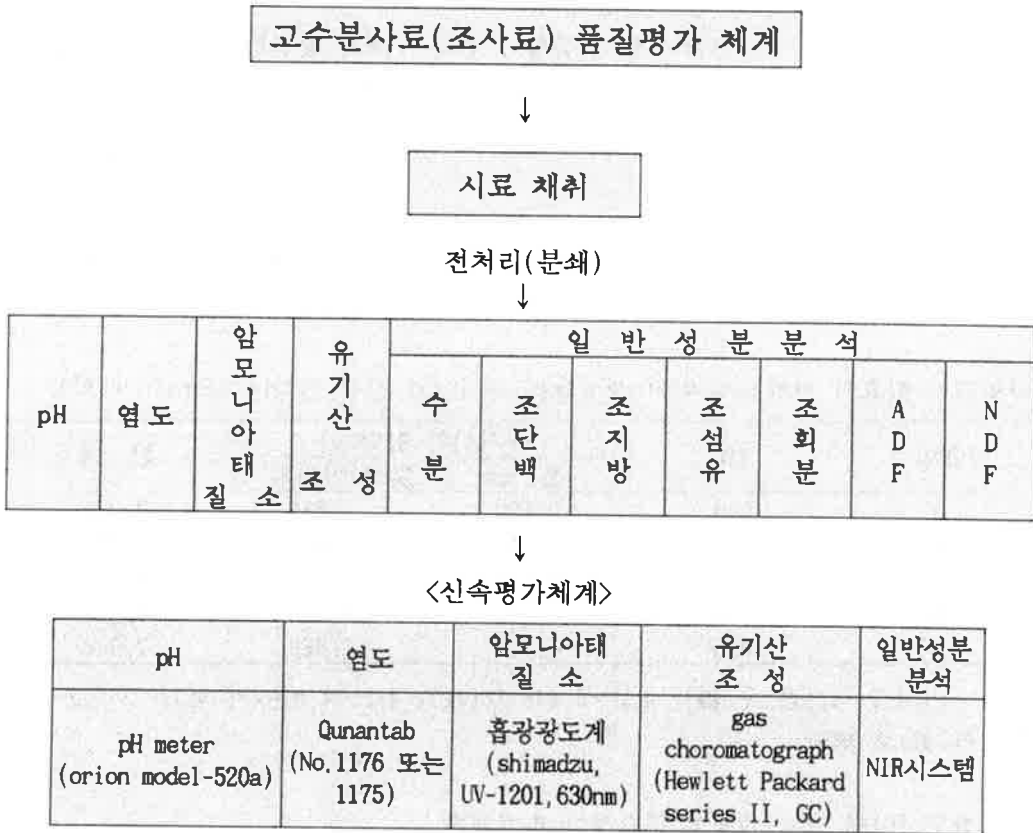 고수분사료(조사료) 품질평가 체계
↓
시료 채취
전처리(분쇄)
↓
pH
염도
암모니아태
질 소
유기산
조 성
일 반 성 분 분 석
수분
조단백
조지방
조섬유
조회분
ADF
NDF
↓
<신속평가체계>
pH
염도
암모니아태
질 소
유기산
조 성
일반성분
분석
pH meter
(orion model-520a)
Qunantab
(No.1176 또는
1175)
흡광광도계
(shimadzu,
UV-1201,630nm)
gas
choromatograph
(Hewlett Packard
series II, GC)
NIR시스템